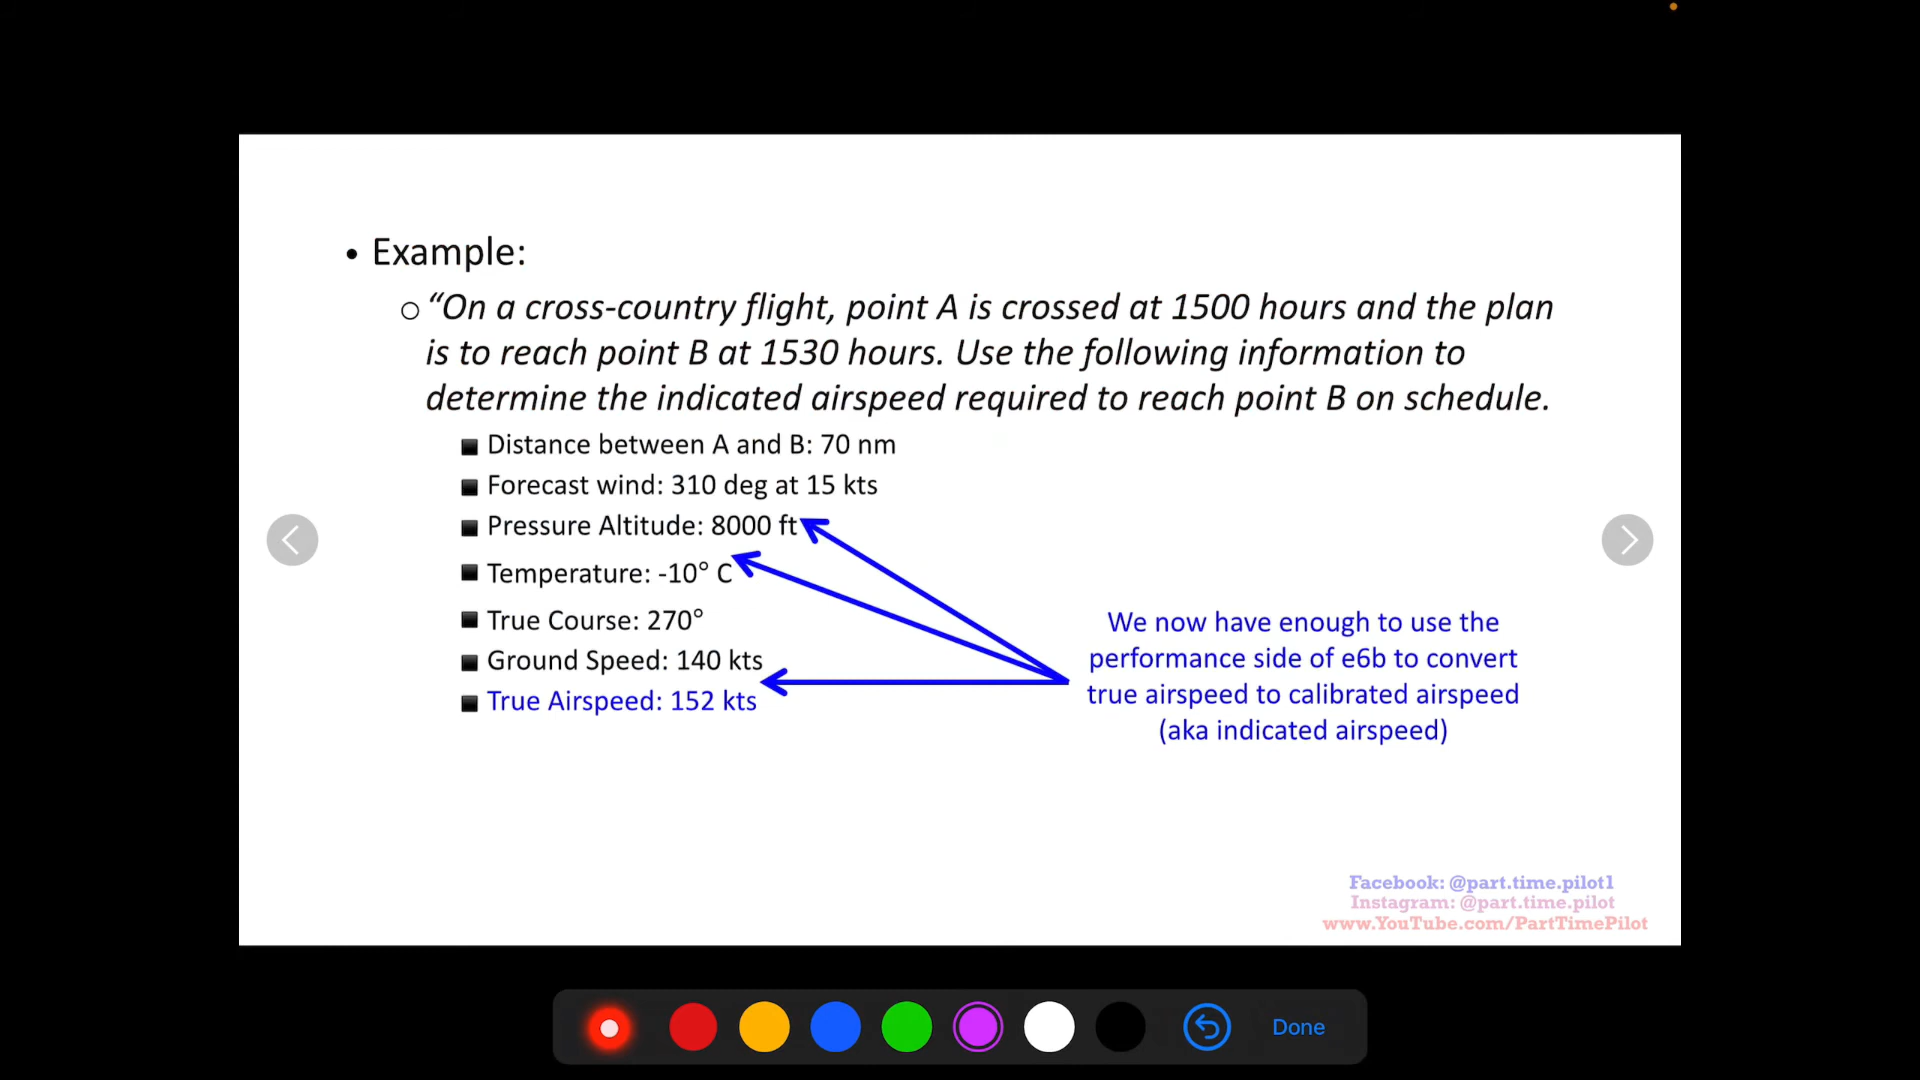 • Example:
○ “On a cross-country flight, point A is crossed at 1500 hours and the plan
is to reach point B at 1530 hours. Use the following information to
determine the indicated airspeed required to reach point B on schedule.
▪ Distance between A and B: 70 nm
▪ Forecast wind: 310 deg at 15 kts
▪ Pressure Altitude: 8000 ft
▪ Temperature: -10° C
▪ True Course: 270°
▪ Ground Speed: 140 kts
▪ True Airspeed: 152 kts
We now have enough to use the
performance side of e6b to convert
true airspeed to calibrated airspeed
(aka indicated airspeed)
Facebook: @part.time.pilot1
Instagram: @part.time.pilot
www.YouTube.com/PartTimePilot
Done